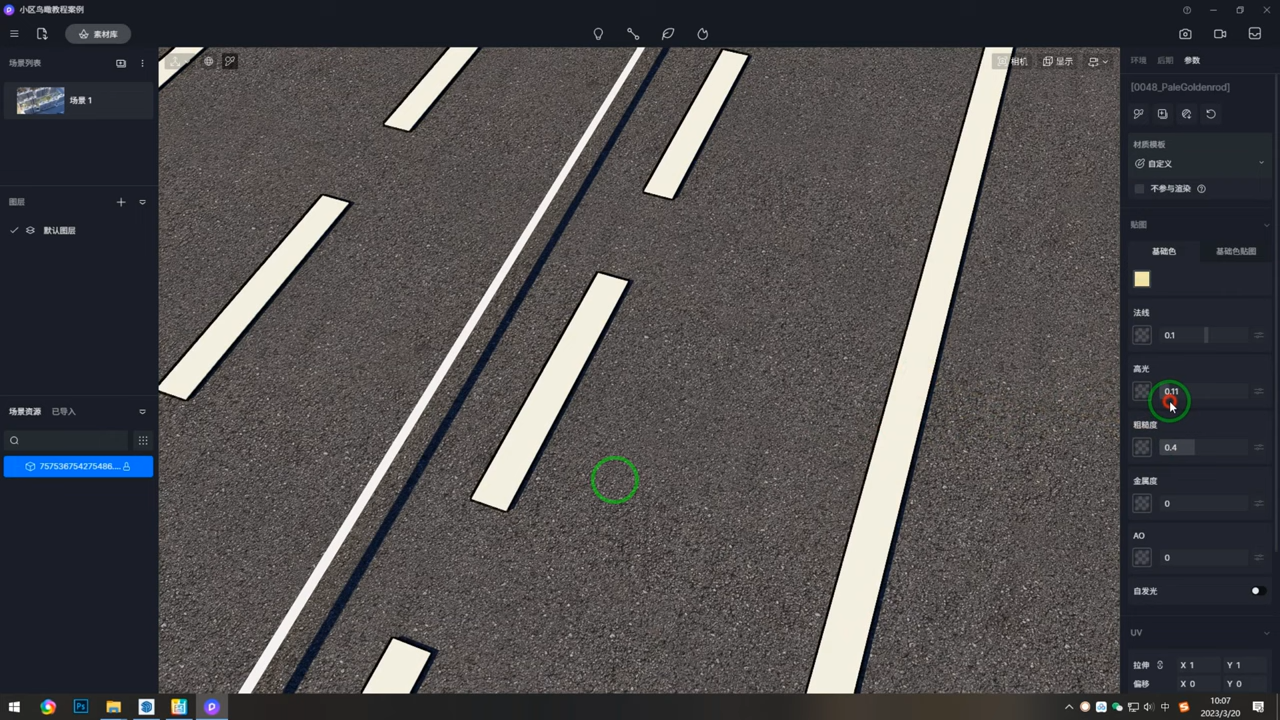 小区鸟瞰教程案例
素材库
场景列表
场景 1
图层
默认图层
场景资源 已导入
757536754275486....
相机
显示
环境 后期 参数
[0048_PaleGoldenrod]
材质模板
自定义
不参与渲染
贴图
基础色 基础色贴图
法线
0.1
高光
0.11
粗糙度
0.4
金属度
0
AO
0
自发光
UV
拉伸 X 1 Y 1
偏移 X 0 Y 0
Ps
中
10:07
2023/3/20